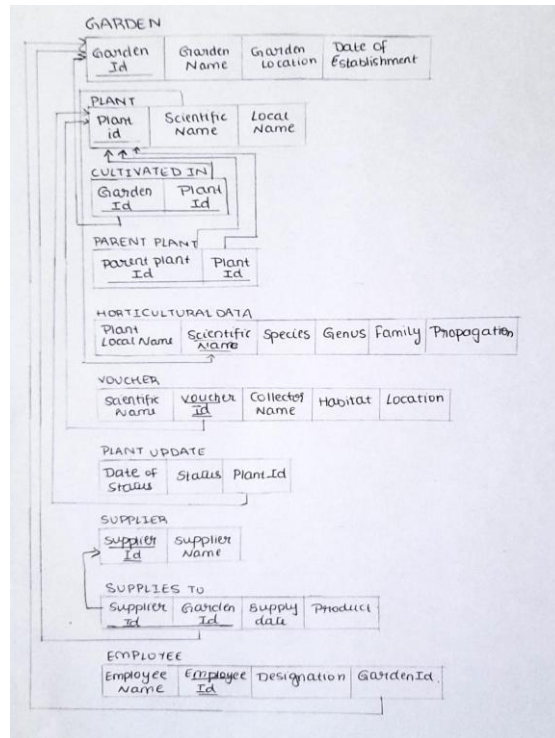 GARDEN
Garden Id Garden Name Garden Location Date of Establishment
PLANT
Plant id Scientific Name Local Name
CULTIVATED IN
Garden Id Plant Id
PARENT PLANT
parent plant Id Plant Id
HORTICULTURAL DATA
Plant Local Name Scientific Name Species Genus Family Propagation
VOUCHER
Scientific Name Voucher Id Collector Name Habitat Location
PLANT UPDATE
Date of Status Status Plant_Id
SUPPLIER
Supplier Id Supplier Name
SUPPLIES TO
Supplier Id Garden Id Supply date Product
EMPLOYEE
Employee Name Employee Id Designation GardenId